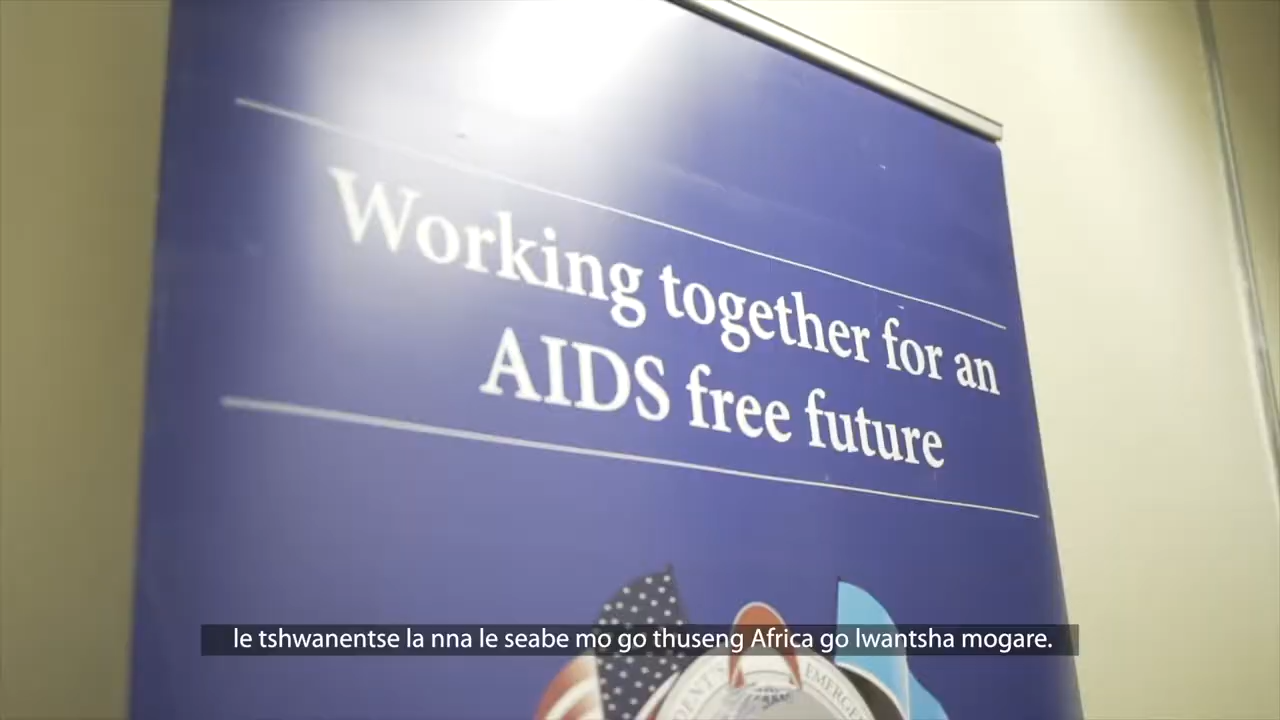 Working together for an
AIDS free future
le tshwanentse la nna le seabe mo go thuseng Africa go lwantsha mogare.